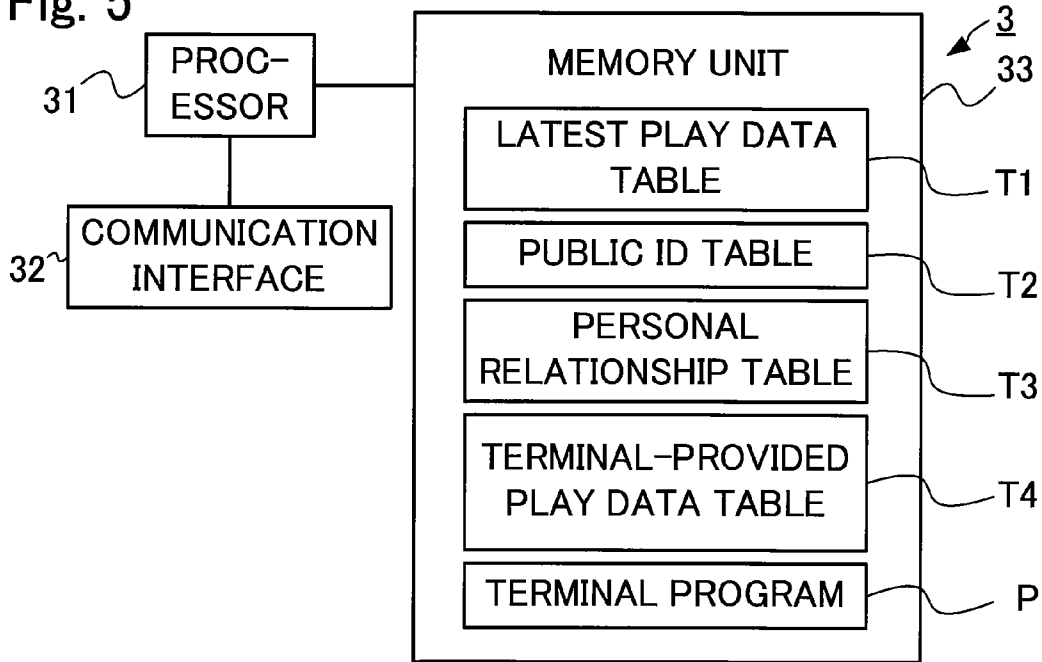 Fig. 5
3
31
PROC-
ESSOR
MEMORY UNIT
33
LATEST PLAY DATA
TABLE
T1
32
COMMUNICATION
INTERFACE
PUBLIC ID TABLE
T2
PERSONAL
RELATIONSHIP TABLE
T3
TERMINAL-PROVIDED
PLAY DATA TABLE
T4
TERMINAL PROGRAM
P